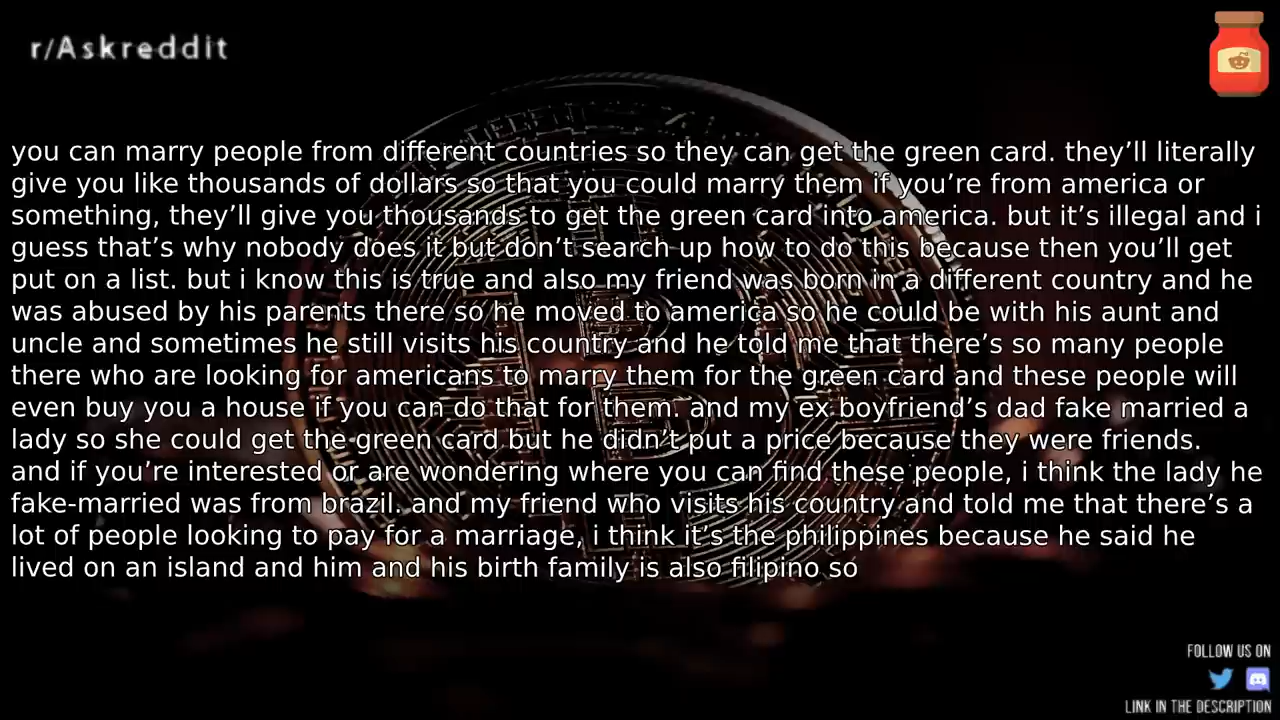 r/Askreddit
you can marry people from different countries so they can get the green card. they’ll literally
give you like thousands of dollars so that you could marry them if you’re from america or
something, they’ll give you thousands to get the green card into america. but it’s illegal and i
guess that’s why nobody does it but don’t search up how to do this because then you’ll get
put on a list. but i know this is true and also my friend was born in a different country and he
was abused by his parents there so he moved to america so he could be with his aunt and
uncle and sometimes he still visits his country and he told me that there’s so many people
there who are looking for americans to marry them for the green card and these people will
even buy you a house if you can do that for them. and my ex boyfriend’s dad fake married a
lady so she could get the green card but he didn’t put a price because they were friends.
and if you’re interested or are wondering where you can find these people, i think the lady he
fake-married was from brazil. and my friend who visits his country and told me that there’s a
lot of people looking to pay for a marriage, i think it’s the philippines because he said he
lived on an island and him and his birth family is also filipino so
FOLLOW US ON
LINK IN THE DESCRIPTION